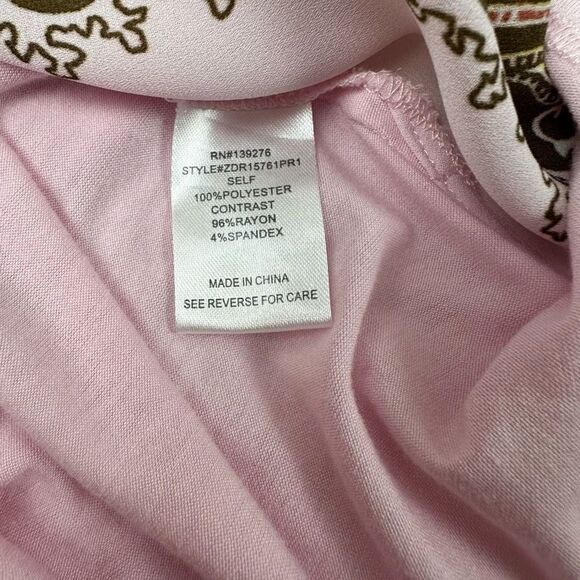 RN#139276
STYLE#ZDR15761PR1
SELF
100%POLYESTER
CONTRAST
96%RAYON
4%SPANDEX
MADE IN CHINA
SEE REVERSE FOR CARE